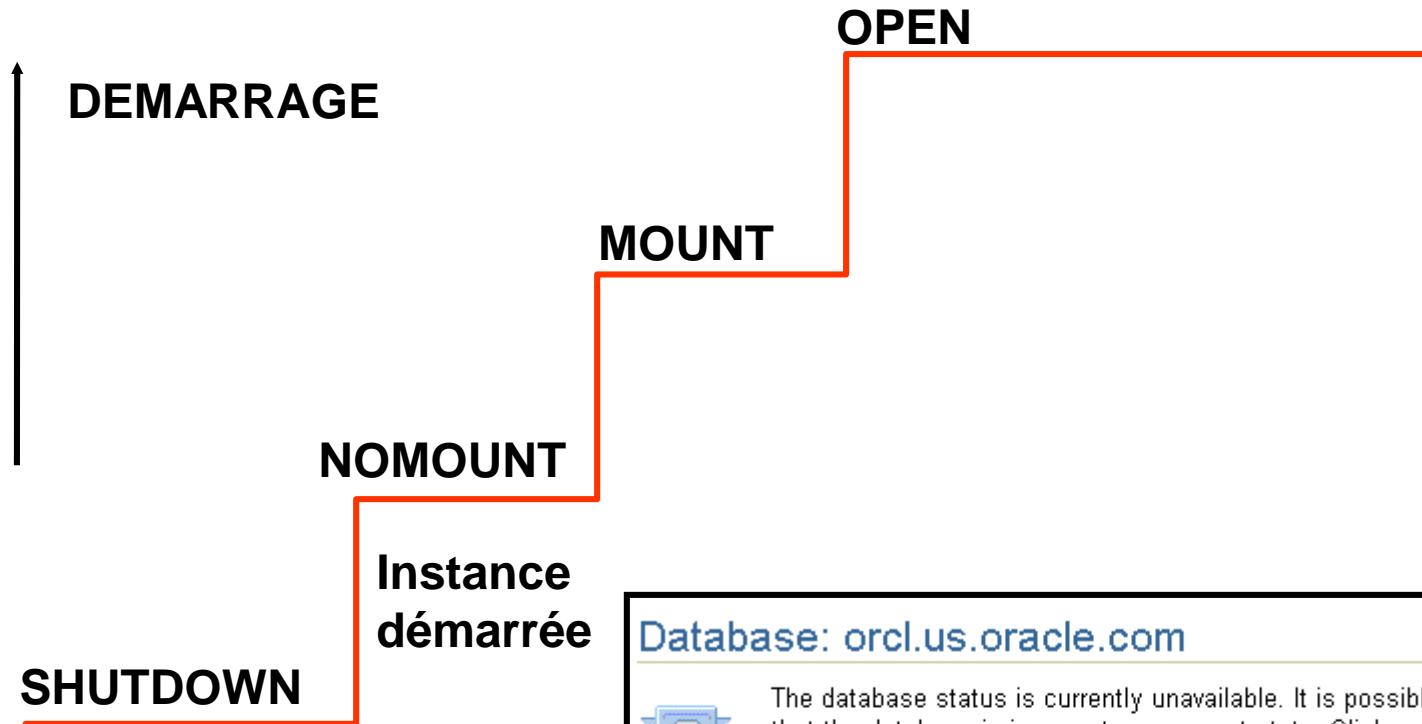 OPEN
DEMARRAGE
MOUNT
NOMOUNT
Instance
démarrée
SHUTDOWN
Database: orcl.us.oracle.com
The database status is currently unavailable. It is possibl